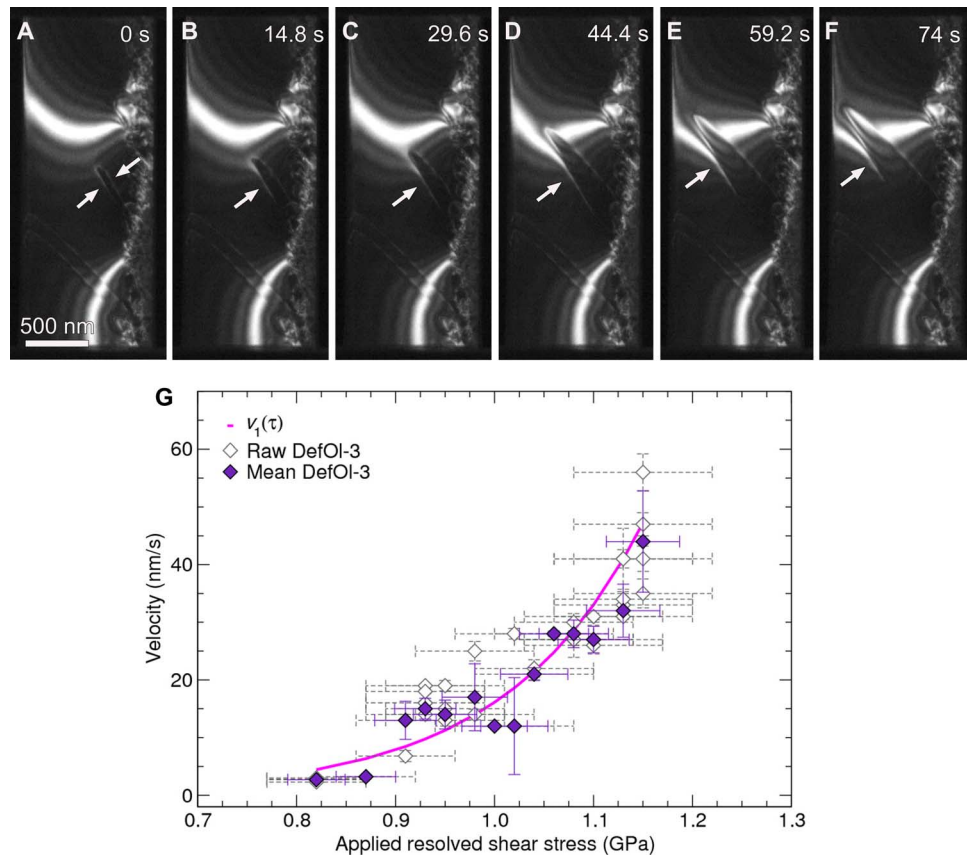 A 0 s
B 14.8 s
C 29.6 s
D 44.4 s
E 59.2 s
F 74 s
500 nm
G
v1(τ)
Raw DefOl-3
Mean DefOl-3
60
40
20
0
Velocity (nm/s)
0.7 0.8 0.9 1.0 1.1 1.2 1.3
Applied resolved shear stress (GPa)